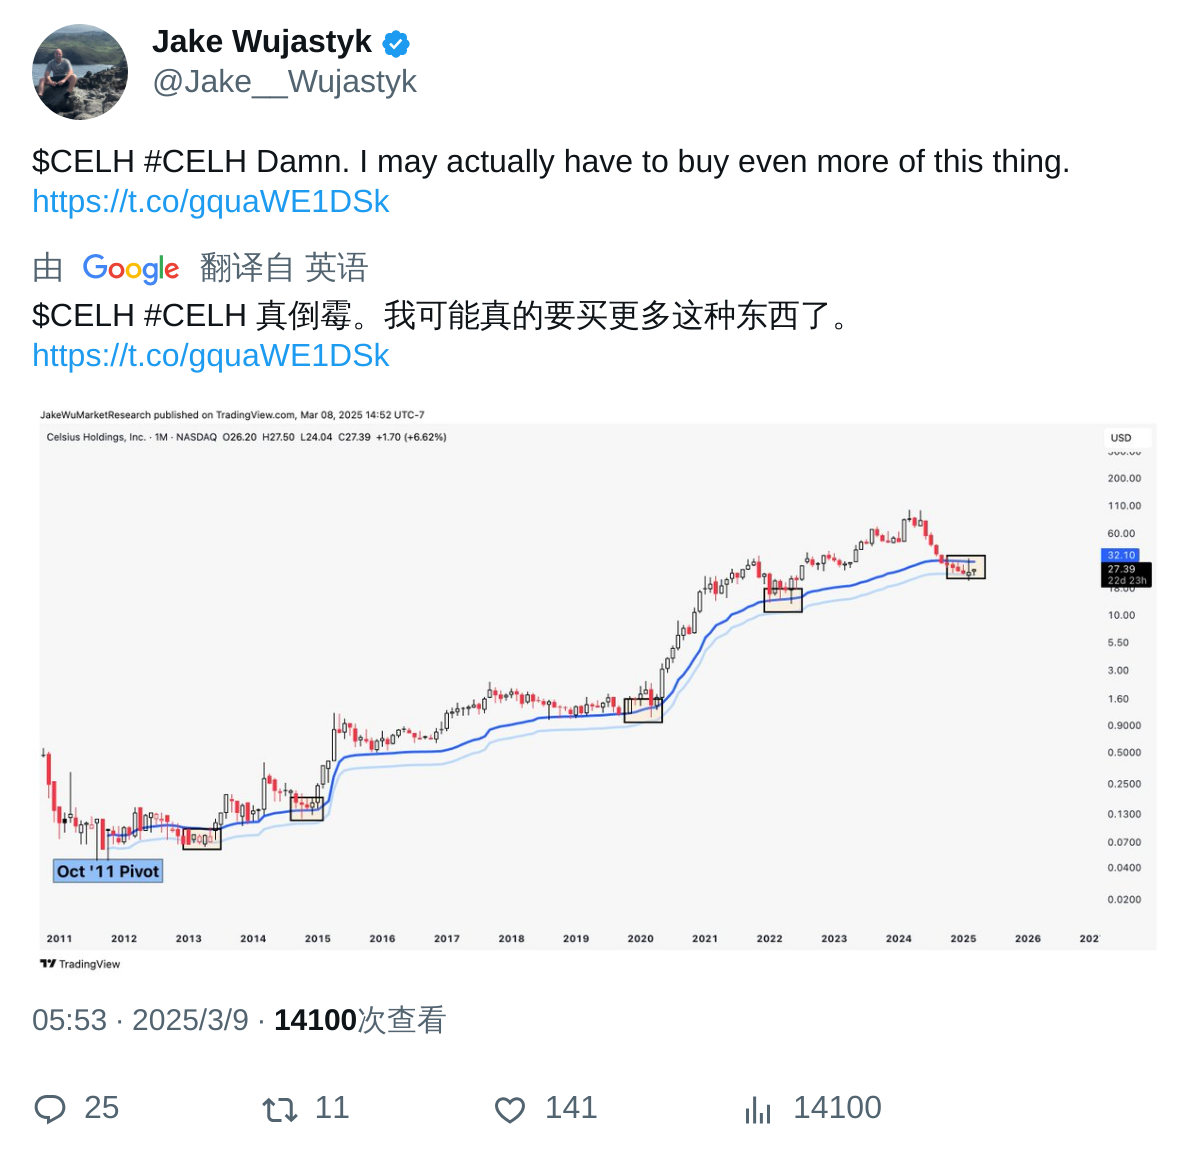 Jake Wujastyk
@Jake__Wujastyk
$CELH #CELH Damn. I may actually have to buy even more of this thing.
https://t.co/gquaWE1DSk
由 Google 翻译自 英语
$CELH #CELH 真倒霉。我可能真的要买更多这种东西了。
https://t.co/gquaWE1DSk
JakeWuMarketResearch published on TradingView.com, Mar 08, 2025 14:52 UTC-7
Celsius Holdings, Inc. · 1M · NASDAQ O26.20 H27.50 L24.04 C27.39 +1.70 (+6.62%)
USD
200.00
110.00
60.00
32.10
27.39
22d 23h
18.00
10.00
5.50
3.00
1.60
0.9000
0.5000
0.2500
0.1300
0.0700
0.0400
0.0200
Oct '11 Pivot
2011 2012 2013 2014 2015 2016 2017 2018 2019 2020 2021 2022 2023 2024 2025 2026 202
TradingView
05:53 · 2025/3/9 · 14100次查看
25 11 141 14100